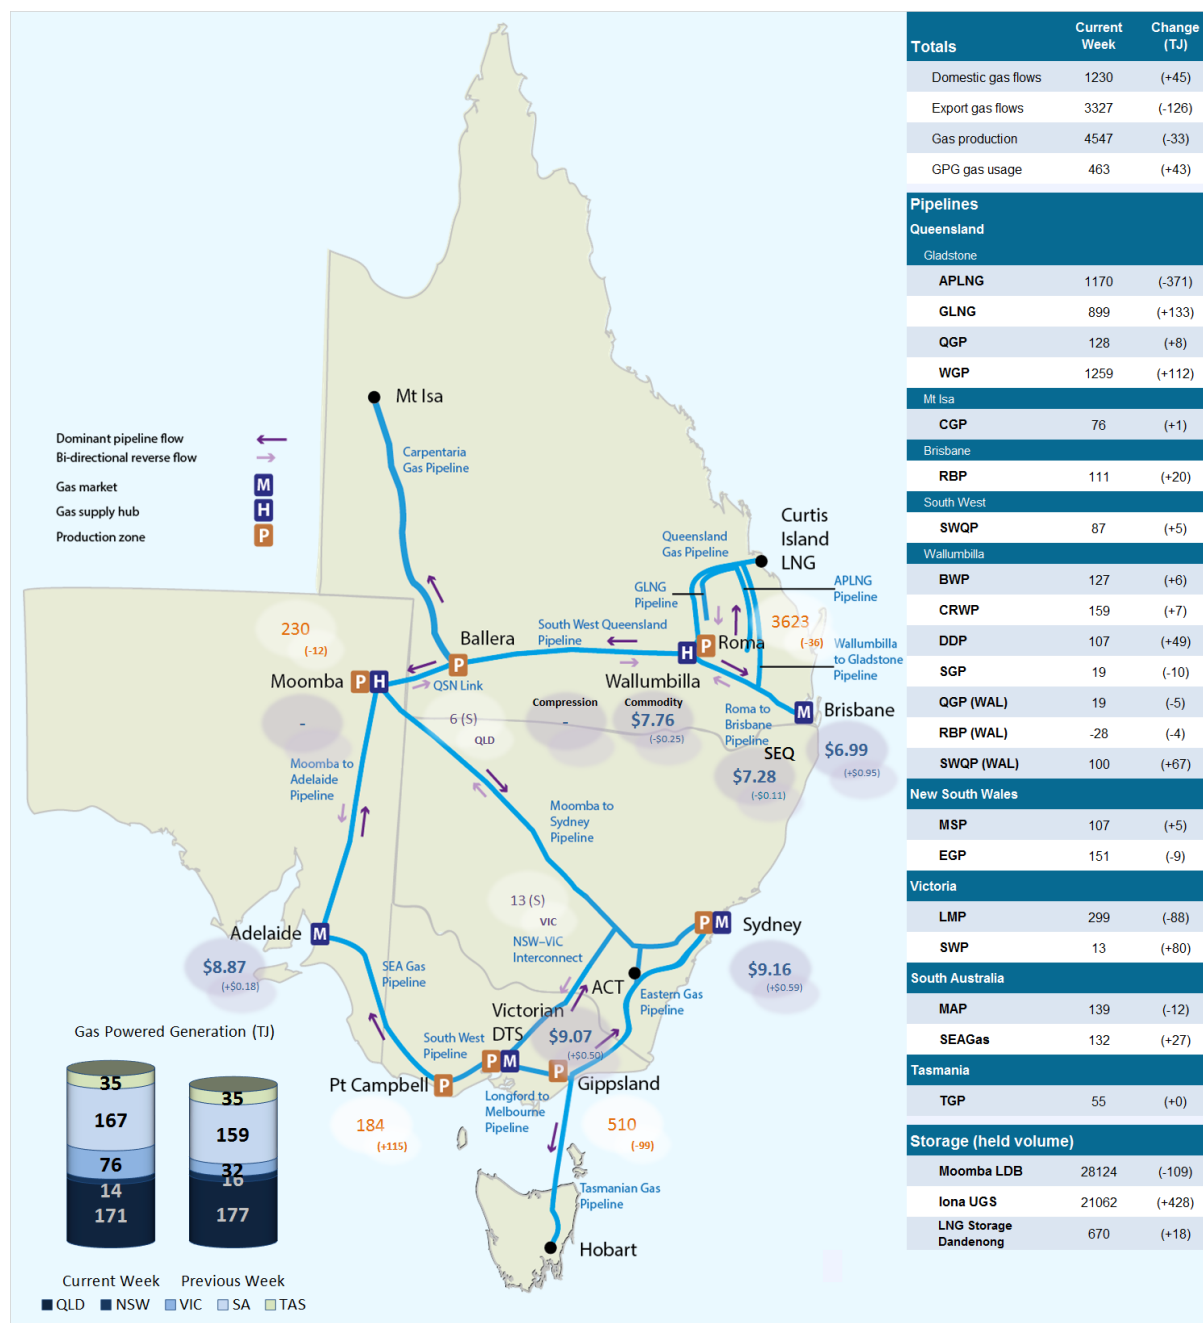 Mt Isa
Dominant pipeline flow
Bi-directional reverse flow
Gas market M
Gas supply hub H
Production zone P
Carpentaria
Gas Pipeline
Curtis
Island
LNG
Queensland
Gas Pipeline
GLNG
Pipeline
APLNG
Pipeline
3623
(-36)
230
(-12)
Ballera
P
South West Queensland
Pipeline
H P Roma
Wallumbilla
to Gladstone
Pipeline
Moomba P H
QSN Link
Wallumbilla
Compression
-
Commodity
$7.76
(-$0.25)
Roma to
Brisbane
Pipeline
M Brisbane
-
6 (S)
QLD
SEQ
$7.28
(-$0.11)
$6.99
(+$0.95)
Moomba to
Adelaide
Pipeline
Moomba to
Sydney
Pipeline
13 (S)
VIC
NSW-VIC
Interconnect
P M Sydney
$9.16
(+$0.59)
Adelaide M
$8.87
(+$0.18)
SEA Gas
Pipeline
ACT
Eastern Gas
Pipeline
Victorian
DTS
P M
$9.07
(+$0.50)
South West
Pipeline
Pt Campbell P
184
(+115)
P
Gippsland
510
(-99)
Longford to
Melbourne
Pipeline
Tasmanian Gas
Pipeline
Hobart
Gas Powered Generation (TJ)
35
167
76
14
171
35
159
32
16
177
Current Week Previous Week
QLD NSW VIC SA TAS
Totals Current Week Change (TJ)
Domestic gas flows 1230 (+45)
Export gas flows 3327 (-126)
Gas production 4547 (-33)
GPG gas usage 463 (+43)
Pipelines
Queensland
Gladstone
APLNG 1170 (-371)
GLNG 899 (+133)
QGP 128 (+8)
WGP 1259 (+112)
Mt Isa
CGP 76 (+1)
Brisbane
RBP 111 (+20)
South West
SWQP 87 (+5)
Wallumbilla
BWP 127 (+6)
CRWP 159 (+7)
DDP 107 (+49)
SGP 19 (-10)
QGP (WAL) 19 (-5)
RBP (WAL) -28 (-4)
SWQP (WAL) 100 (+67)
New South Wales
MSP 107 (+5)
EGP 151 (-9)
Victoria
LMP 299 (-88)
SWP 13 (+80)
South Australia
MAP 139 (-12)
SEAGas 132 (+27)
Tasmania
TGP 55 (+0)
Storage (held volume)
Moomba LDB 28124 (-109)
Iona UGS 21062 (+428)
LNG Storage Dandenong 670 (+18)